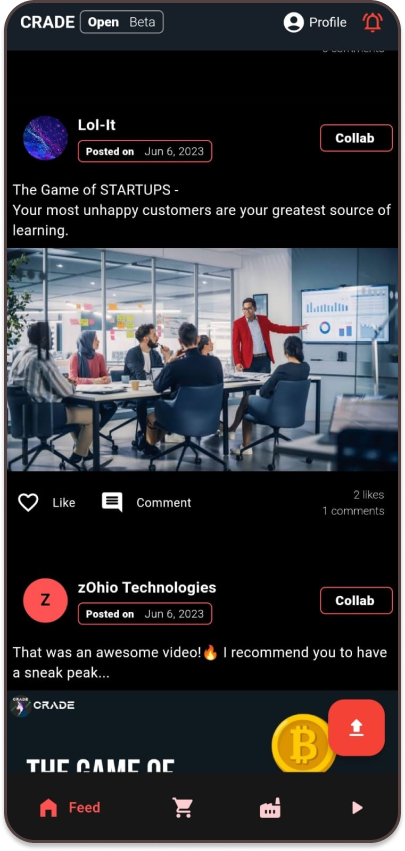 CRADE Open Beta Profile
comments
Lol-It
Posted on Jun 6, 2023
Collab
The Game of STARTUPS -
Your most unhappy customers are your greatest source of
learning.
Like Comment
2 likes
1 comments
zOhio Technologies
Z
Posted on Jun 6, 2023
Collab
That was an awesome video!🔥 I recommend you to have
a sneak peak...
CRADE
THE GAME OF
Feed